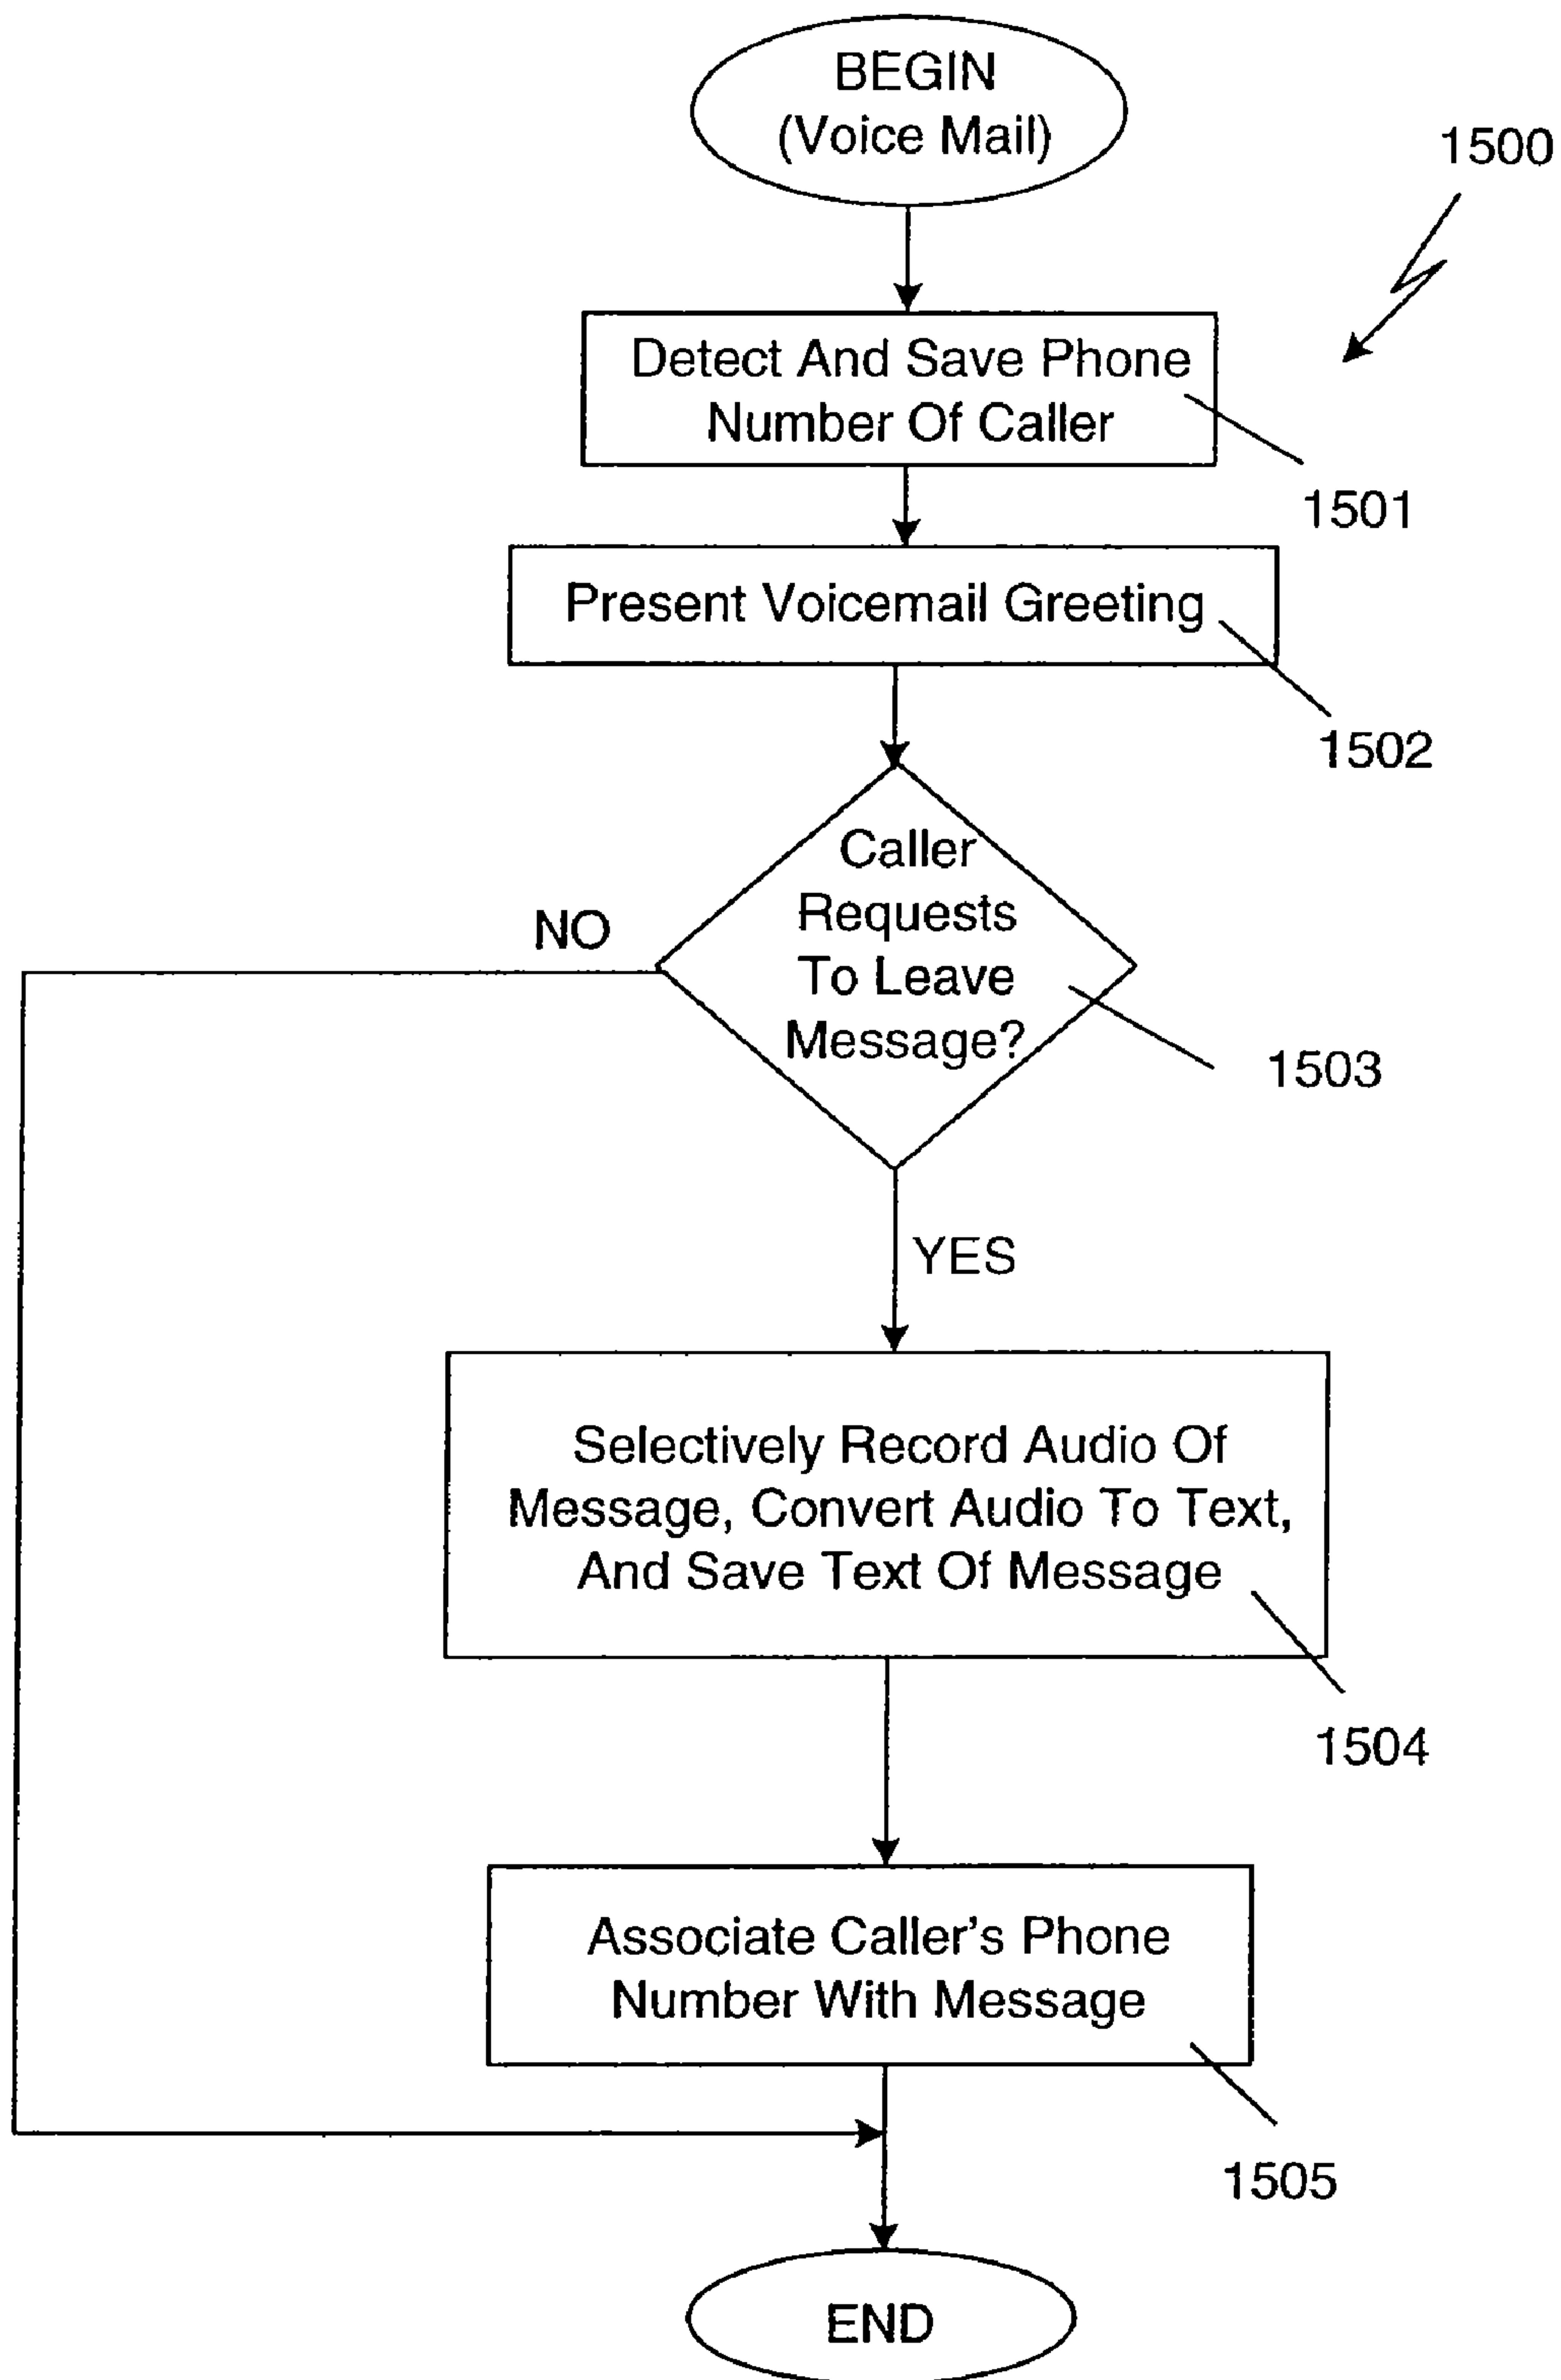 BEGIN
(Voice Mail)
1500
Detect And Save Phone
Number Of Caller
1501
Present Voicemail Greeting
1502
Caller
Requests
To Leave
Message?
NO
1503
YES
Selectively Record Audio Of
Message, Convert Audio To Text,
And Save Text Of Message
1504
Associate Caller's Phone
Number With Message
1505
END